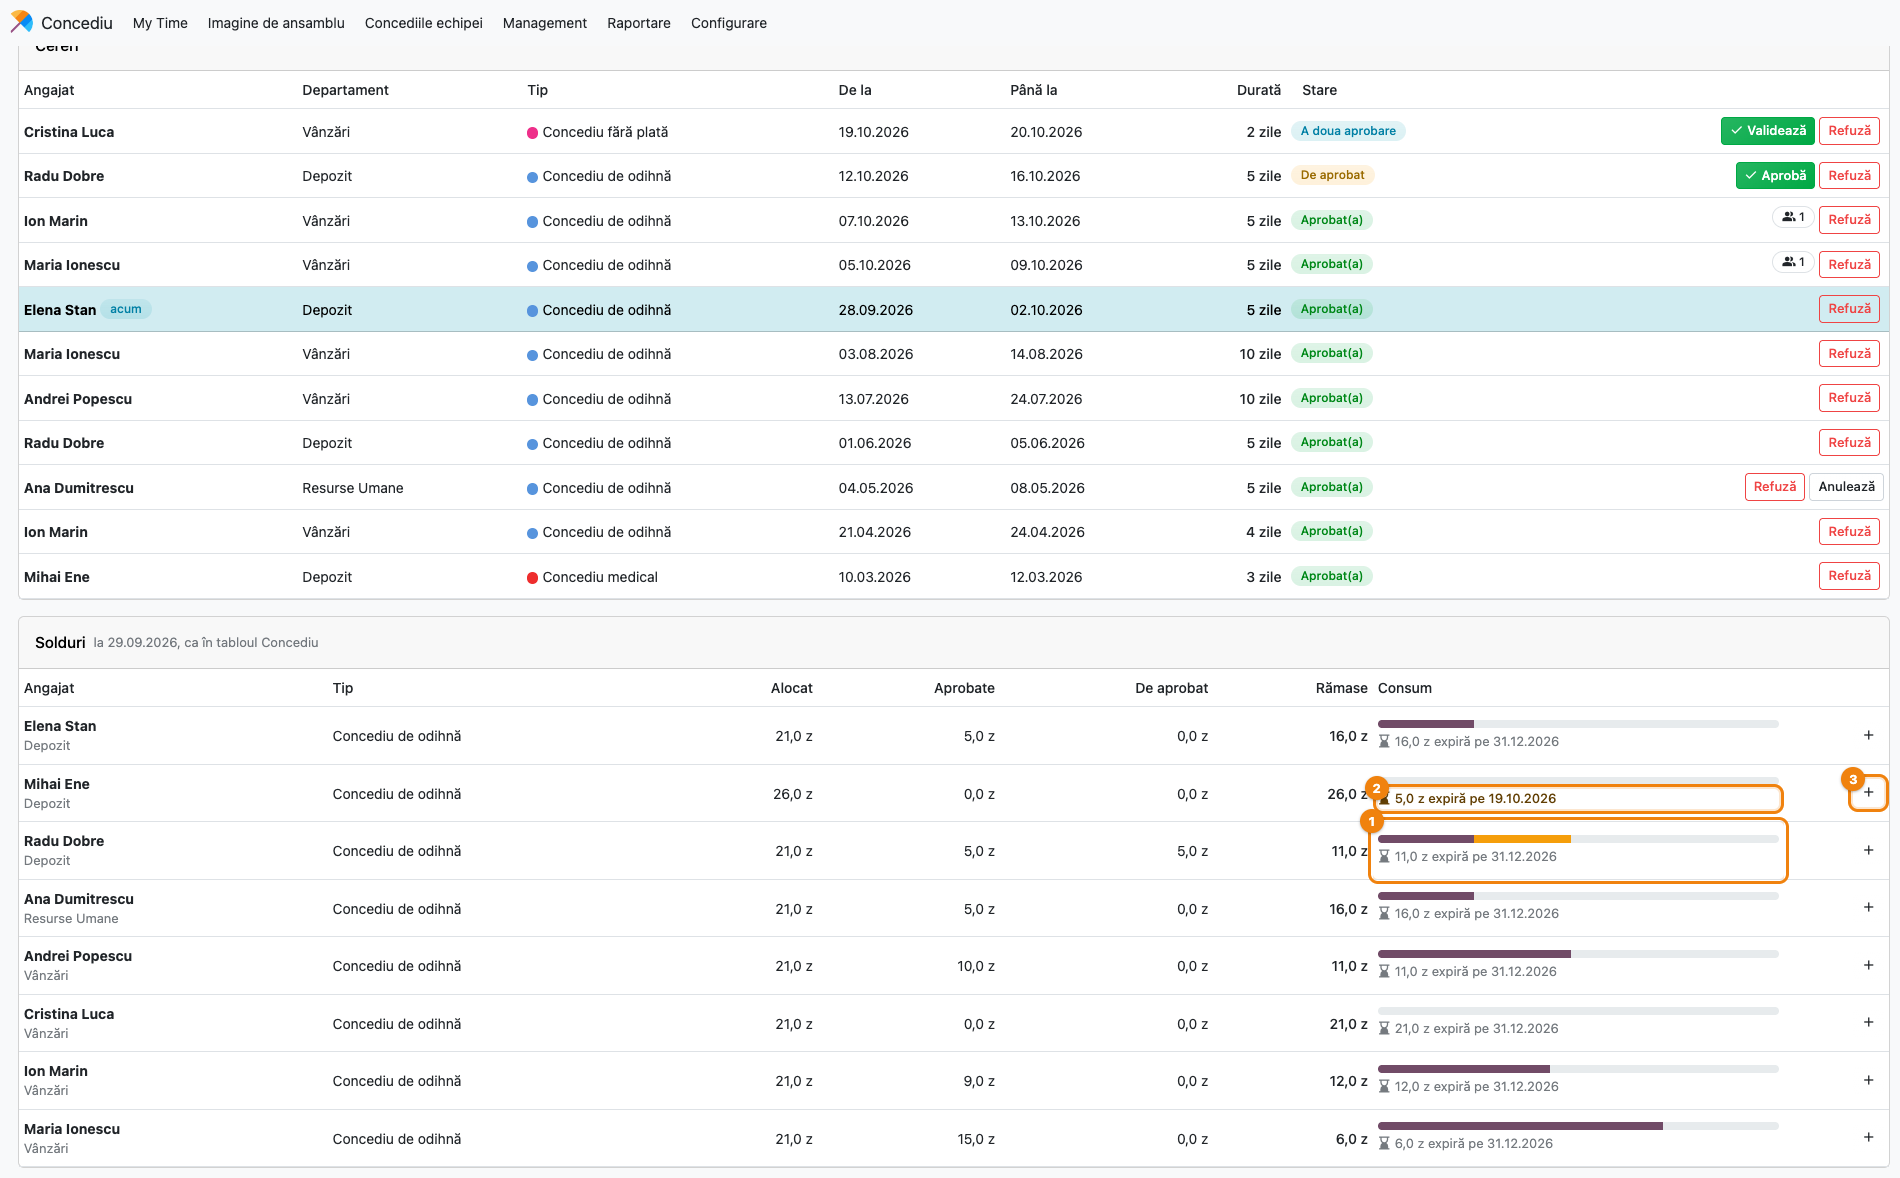 Concediu My Time Imagine de ansamblu Concediile echipei Management Raportare Configurare
Cereri
Angajat Departament Tip De la Până la Durată Stare
Cristina Luca Vânzări Concediu fără plată 19.10.2026 20.10.2026 2 zile A doua aprobare Validează Refuză
Radu Dobre Depozit Concediu de odihnă 12.10.2026 16.10.2026 5 zile De aprobat Aprobă Refuză
Ion Marin Vânzări Concediu de odihnă 07.10.2026 13.10.2026 5 zile Aprobat(a) 1 Refuză
Maria Ionescu Vânzări Concediu de odihnă 05.10.2026 09.10.2026 5 zile Aprobat(a) 1 Refuză
Elena Stan acum Depozit Concediu de odihnă 28.09.2026 02.10.2026 5 zile Aprobat(a) Refuză
Maria Ionescu Vânzări Concediu de odihnă 03.08.2026 14.08.2026 10 zile Aprobat(a) Refuză
Andrei Popescu Vânzări Concediu de odihnă 13.07.2026 24.07.2026 10 zile Aprobat(a) Refuză
Radu Dobre Depozit Concediu de odihnă 01.06.2026 05.06.2026 5 zile Aprobat(a) Refuză
Ana Dumitrescu Resurse Umane Concediu de odihnă 04.05.2026 08.05.2026 5 zile Aprobat(a) Refuză Anulează
Ion Marin Vânzări Concediu de odihnă 21.04.2026 24.04.2026 4 zile Aprobat(a) Refuză
Mihai Ene Depozit Concediu medical 10.03.2026 12.03.2026 3 zile Aprobat(a) Refuză
Solduri la 29.09.2026, ca în tabloul Concediu
Angajat Tip Alocat Aprobate De aprobat Rămase Consum
Elena Stan
Depozit
Concediu de odihnă 21,0 z 5,0 z 0,0 z 16,0 z
16,0 z expiră pe 31.12.2026
+
Mihai Ene
Depozit
Concediu de odihnă 26,0 z 0,0 z 0,0 z 26,0 z
2
5,0 z expiră pe 19.10.2026
3
+
Radu Dobre
Depozit
Concediu de odihnă 21,0 z 5,0 z 5,0 z 11,0 z
1
11,0 z expiră pe 31.12.2026
+
Ana Dumitrescu
Resurse Umane
Concediu de odihnă 21,0 z 5,0 z 0,0 z 16,0 z
16,0 z expiră pe 31.12.2026
+
Andrei Popescu
Vânzări
Concediu de odihnă 21,0 z 10,0 z 0,0 z 11,0 z
11,0 z expiră pe 31.12.2026
+
Cristina Luca
Vânzări
Concediu de odihnă 21,0 z 0,0 z 0,0 z 21,0 z
21,0 z expiră pe 31.12.2026
+
Ion Marin
Vânzări
Concediu de odihnă 21,0 z 9,0 z 0,0 z 12,0 z
12,0 z expiră pe 31.12.2026
+
Maria Ionescu
Vânzări
Concediu de odihnă 21,0 z 15,0 z 0,0 z 6,0 z
6,0 z expiră pe 31.12.2026
+